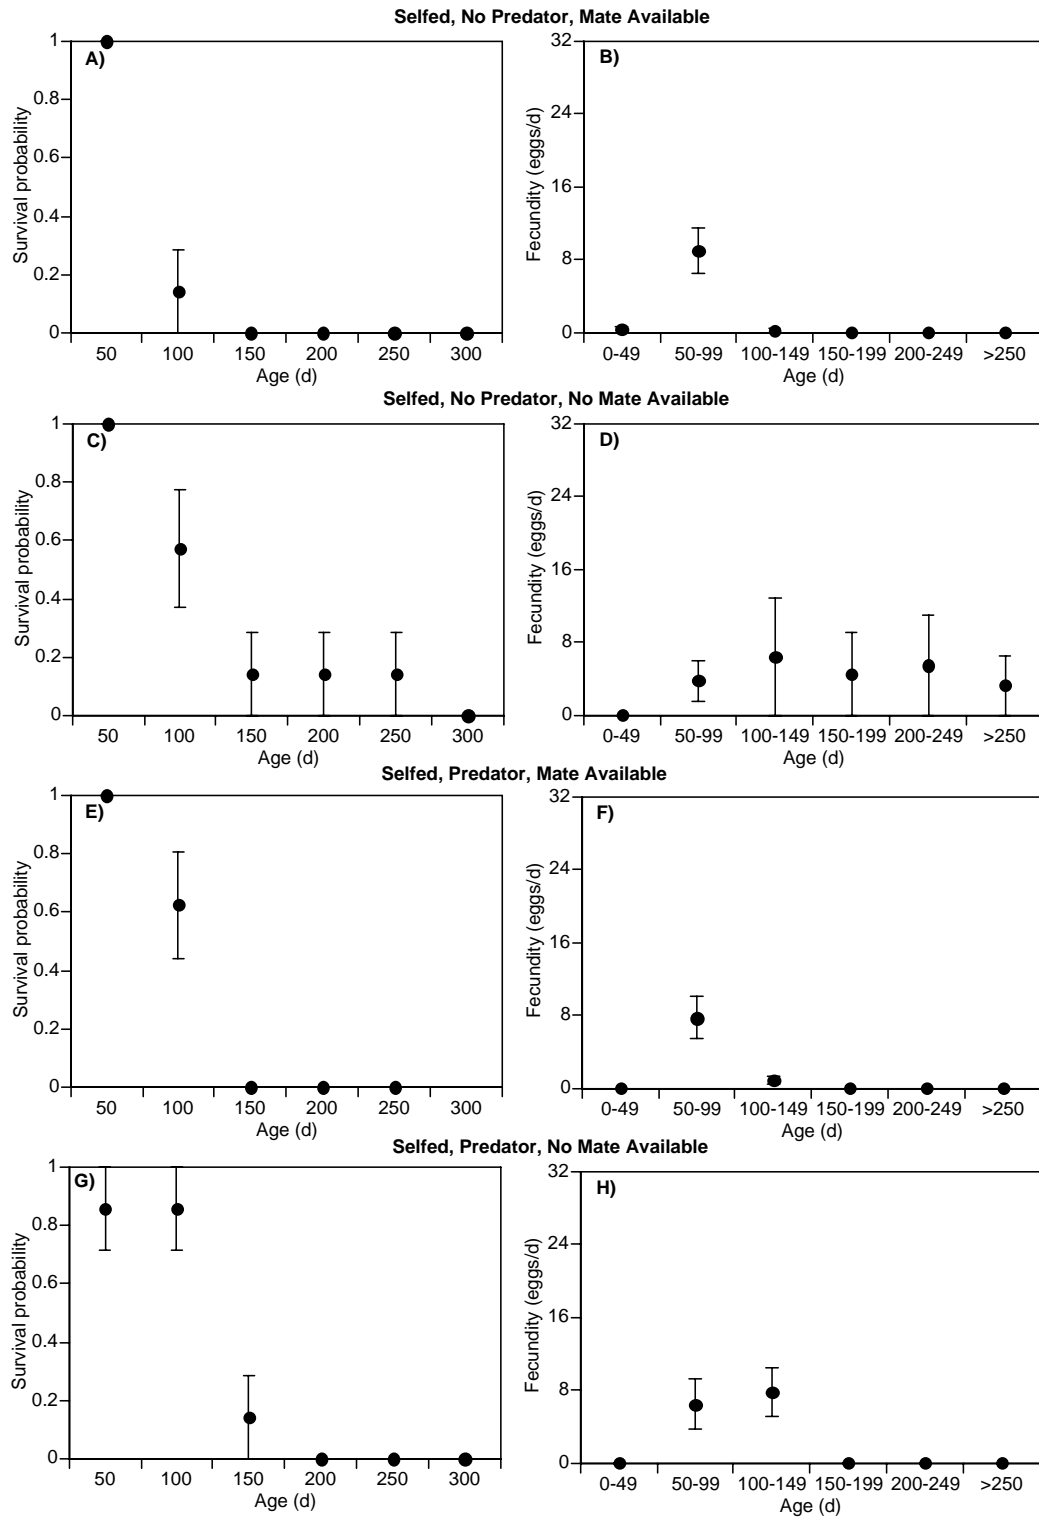 Selfed, No Predator, Mate Available
A)
1
0.8
0.6
0.4
0.2
0
Survival probability
50 100 150 200 250 300
Age (d)
B)
32
24
16
8
0
Fecundity (eggs/d)
0-49 50-99 100-149 150-199 200-249 >250
Age (d)
Selfed, No Predator, No Mate Available
C)
1
0.8
0.6
0.4
0.2
0
Survival probability
50 100 150 200 250 300
Age (d)
D)
32
24
16
8
0
Fecundity (eggs/d)
0-49 50-99 100-149 150-199 200-249 >250
Age (d)
Selfed, Predator, Mate Available
E)
1
0.8
0.6
0.4
0.2
0
Survival probability
50 100 150 200 250 300
Age (d)
F)
32
24
16
8
0
Fecundity (eggs/d)
0-49 50-99 100-149 150-199 200-249 >250
Age (d)
Selfed, Predator, No Mate Available
G)
1
0.8
0.6
0.4
0.2
0
Survival probability
50 100 150 200 250 300
Age (d)
H)
32
24
16
8
0
Fecundity (eggs/d)
0-49 50-99 100-149 150-199 200-249 >250
Age (d)